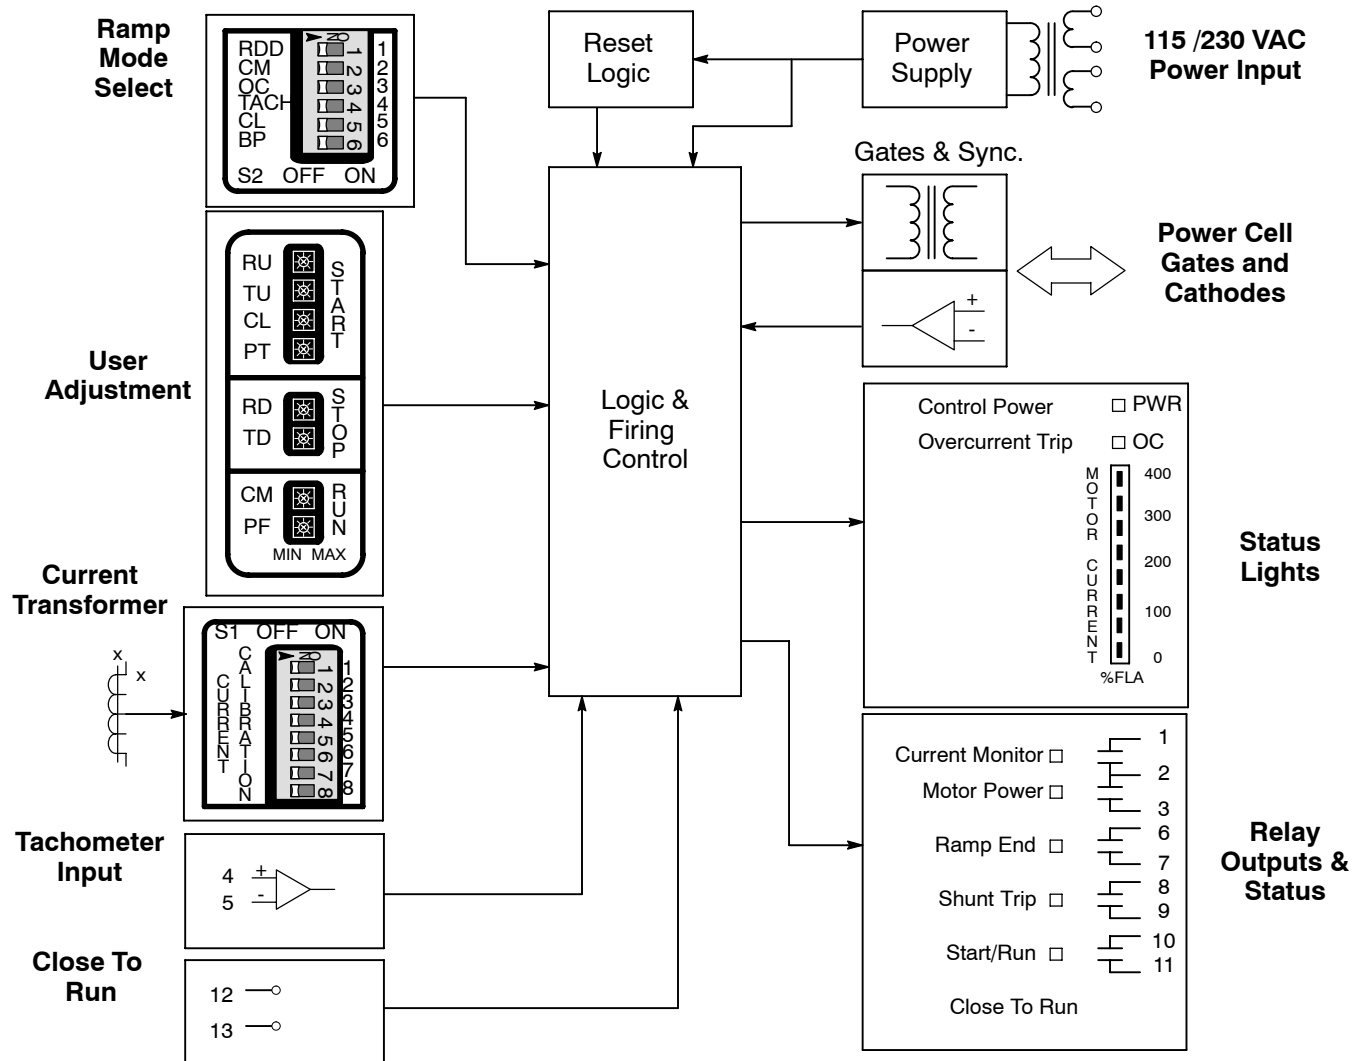 Ramp
Mode
Select
RDD
CM
OC
TACH
CL
BP
ON
1
2
3
4
5
6
1
2
3
4
5
6
S2 OFF ON
Reset
Logic
Power
Supply
115 /230 VAC
Power Input
Gates & Sync.
+
-
Power Cell
Gates and
Cathodes
User
Adjustment
RU
TU
CL
PT
START
RD
TD
STOP
CM
PF
RUN
MIN MAX
Logic &
Firing
Control
Control Power PWR
Overcurrent Trip OC
MOTOR CURRENT
400
300
200
100
0
%FLA
Status
Lights
Current
Transformer
x
x
S1 OFF ON
CURRENT
CALIBRATION
ON
1
2
3
4
5
6
7
8
1
2
3
4
5
6
7
8
Current Monitor
Motor Power
Ramp End
Shunt Trip
Start/Run
Close To Run
1
2
3
6
7
8
9
10
11
Relay
Outputs &
Status
Tachometer
Input
4 +
5 -
Close To
Run
12
13